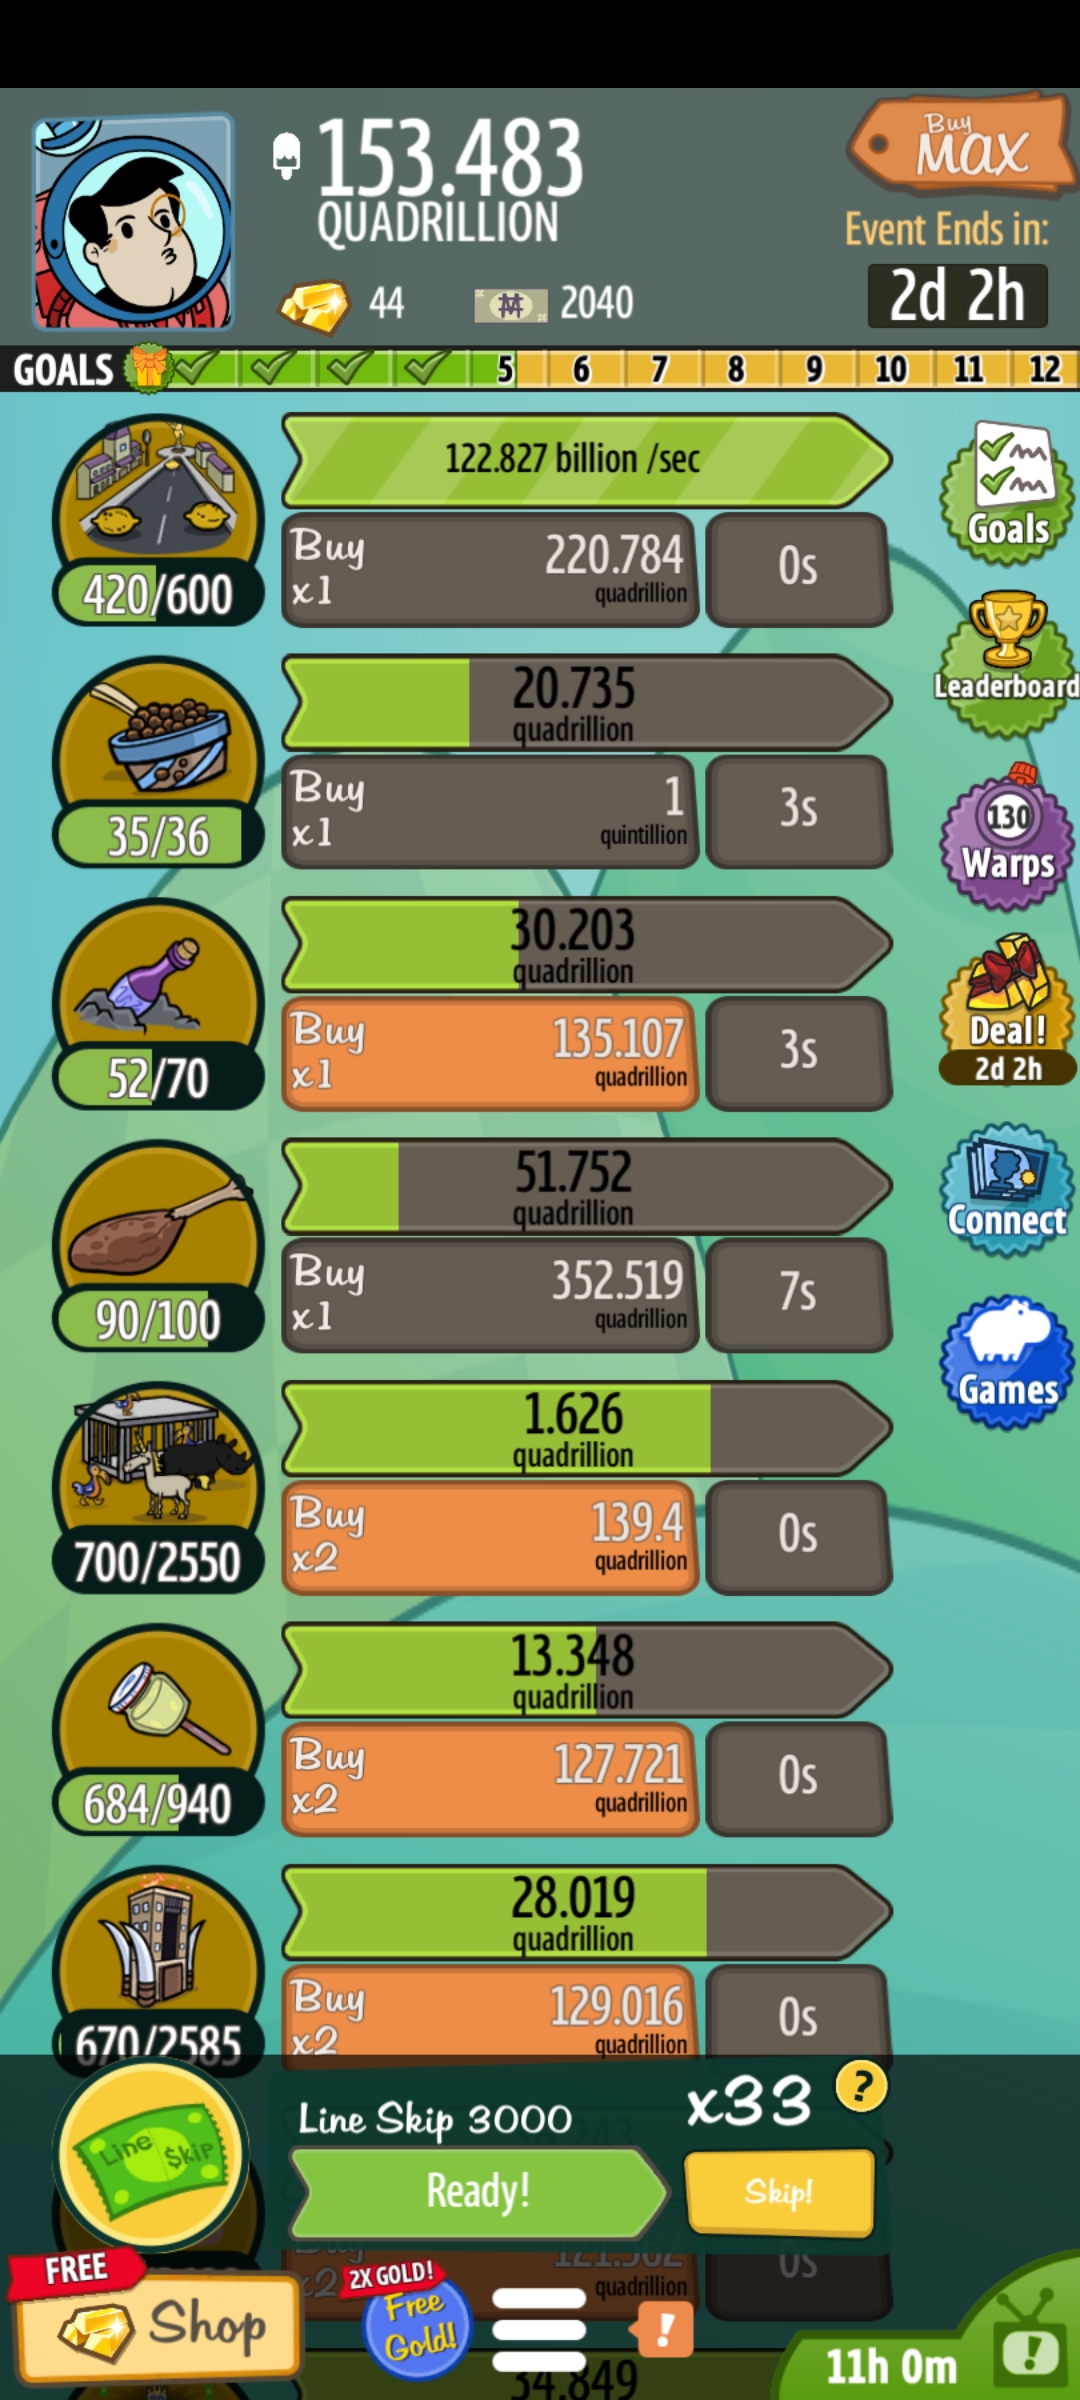 153.483
QUADRILLION
44
2040
Buy
MAX
Event Ends in:
2d 2h
GOALS
5 6 7 8 9 10 11 12
122.827 billion /sec
420/600
Buy
x1
220.784
quadrillion
0s
Goals
20.735
quadrillion
35/36
Buy
x1
1
quintillion
3s
Leaderboard
130
Warps
30.203
quadrillion
52/70
Buy
x1
135.107
quadrillion
3s
Deal!
2d 2h
51.752
quadrillion
90/100
Buy
x1
352.519
quadrillion
7s
Connect
Games
1.626
quadrillion
700/2550
Buy
x2
139.4
quadrillion
0s
13.348
quadrillion
684/940
Buy
x2
127.721
quadrillion
0s
28.019
quadrillion
670/2585
Buy
x2
129.016
quadrillion
0s
Line $kip
Line Skip 3000
x33
?
Ready!
Skip!
Buy
x2
quadrillion
0s
FREE
Shop
2X GOLD!
Free
Gold!
!
34.849
11h 0m
!